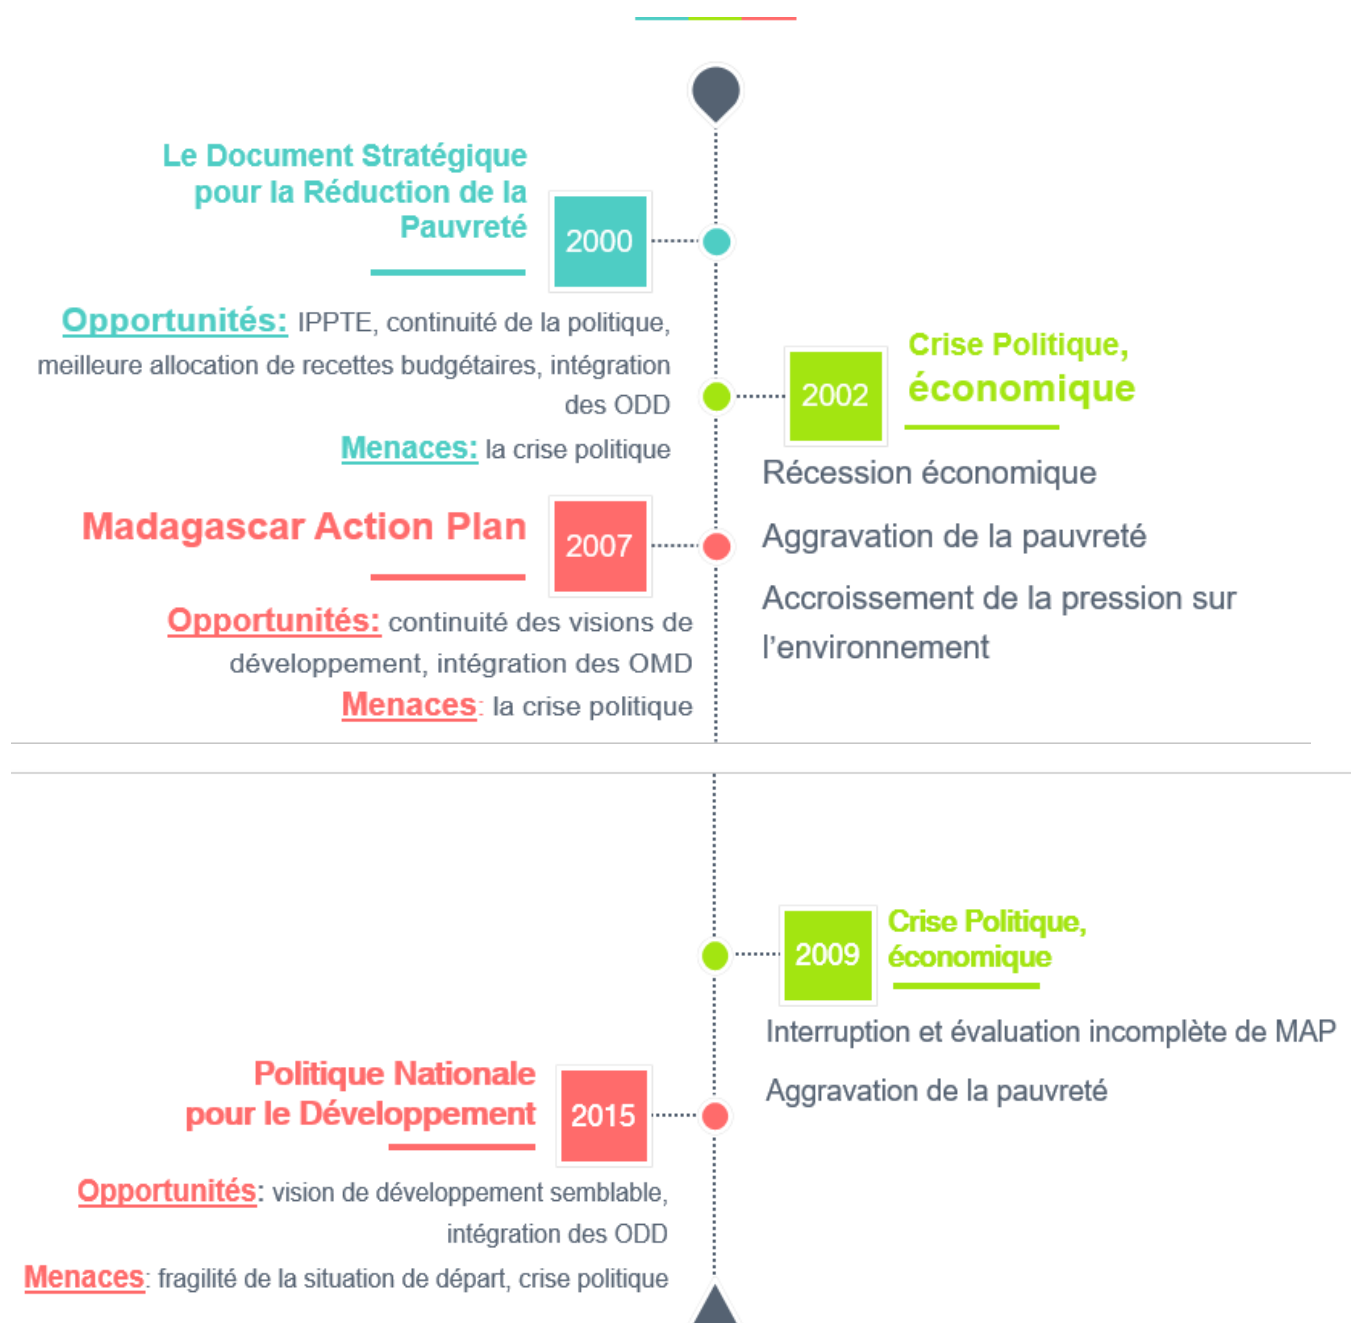 Le Document Stratégique
pour la Réduction de la
Pauvreté
2000
Opportunités: IPPTE, continuité de la politique,
meilleure allocation de recettes budgétaires, intégration
des ODD
Menaces: la crise politique
2002
Crise Politique,
économique
Récession économique
Aggravation de la pauvreté
Accroissement de la pression sur
l'environnement
Madagascar Action Plan
2007
Opportunités: continuité des visions de
développement, intégration des OMD
Menaces: la crise politique
2009
Crise Politique,
économique
Interruption et évaluation incomplète de MAP
Aggravation de la pauvreté
Politique Nationale
pour le Développement
2015
Opportunités: vision de développement semblable,
intégration des ODD
Menaces: fragilité de la situation de départ, crise politique